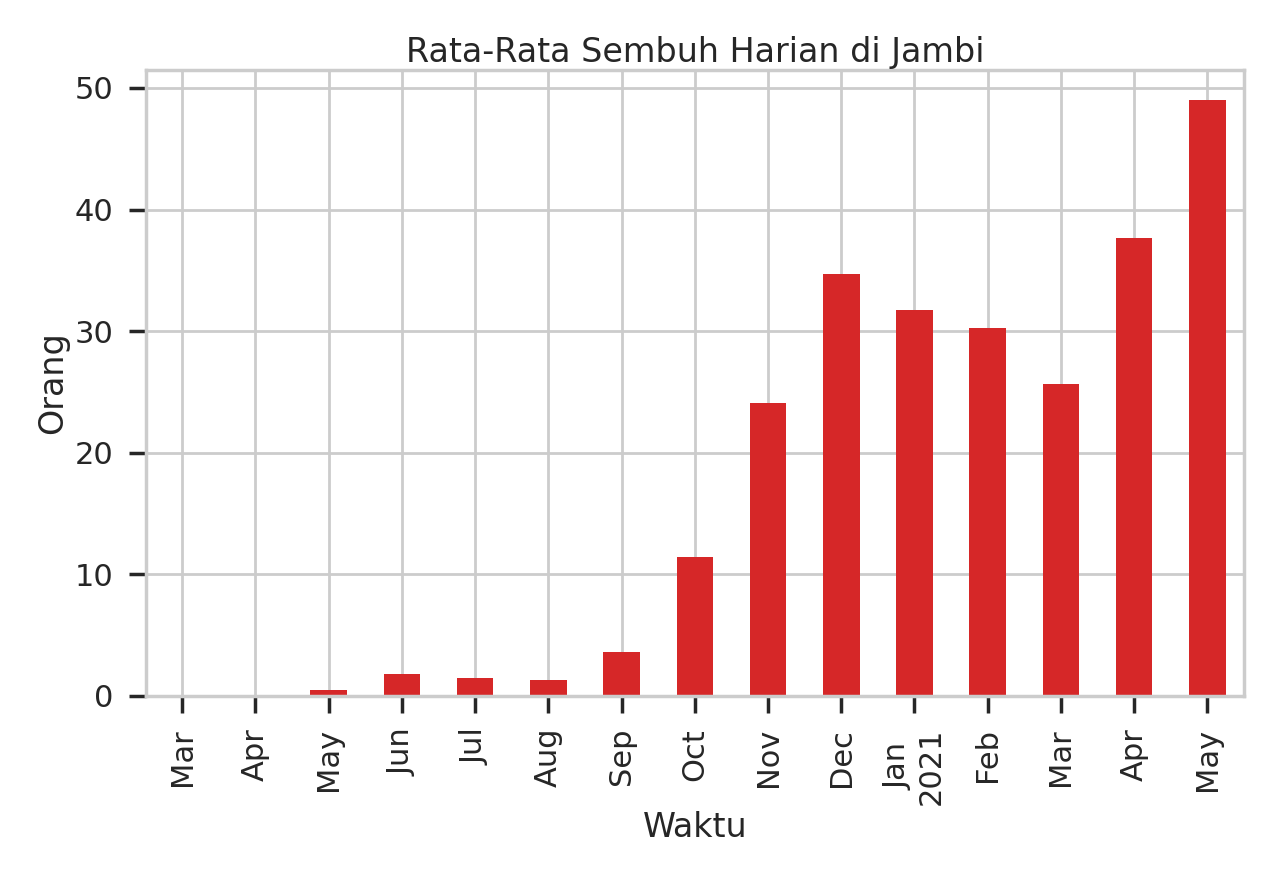 Rata-Rata Sembuh Harian di Jambi
50
40
30
20
10
0
Orang
Mar
Apr
May
Jun
Jul
Aug
Sep
Oct
Nov
Dec
Jan
2021
Feb
Mar
Apr
May
Waktu